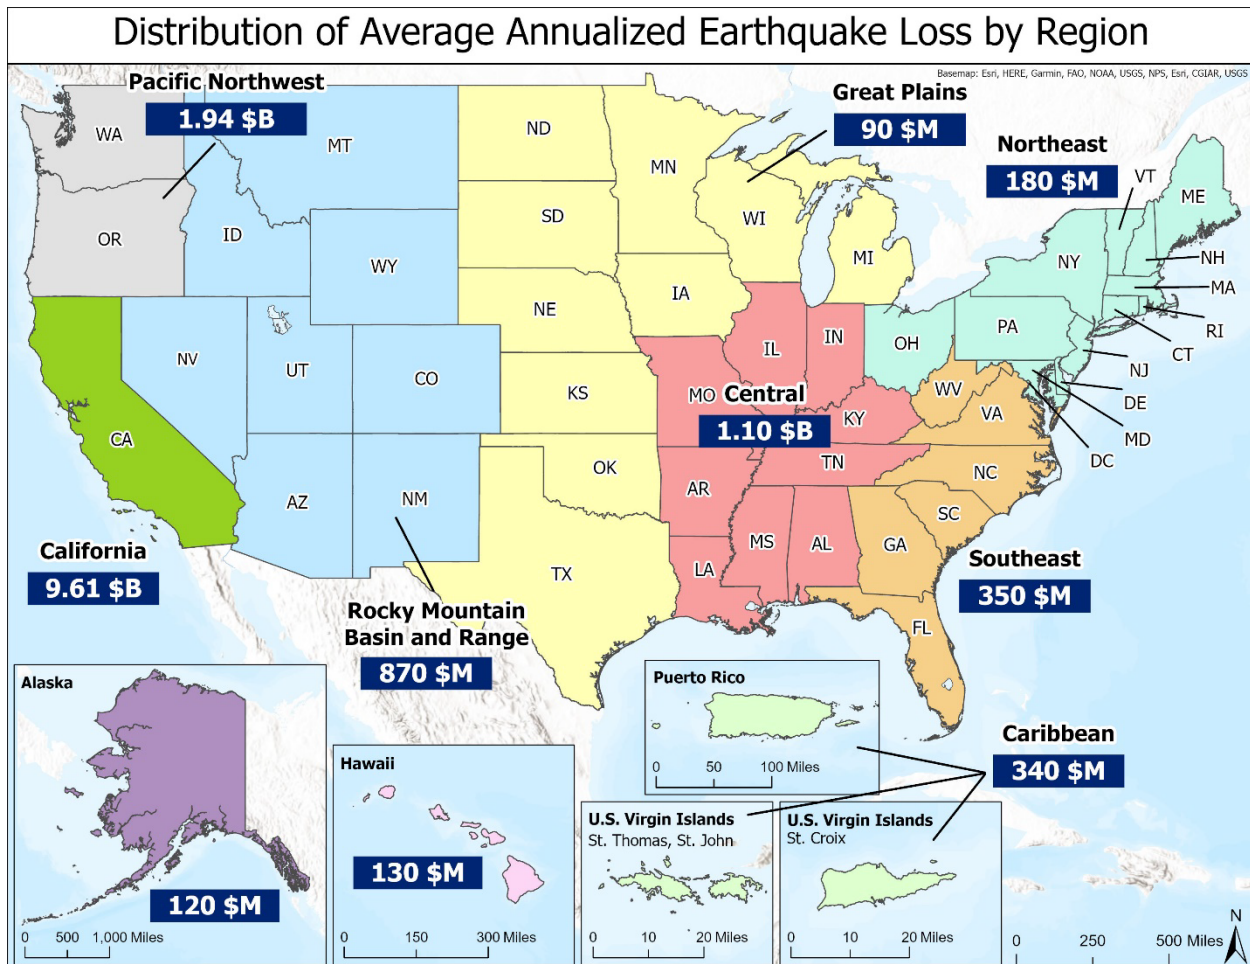 Distribution of Average Annualized Earthquake Loss by Region
Basemap: Esri, HERE, Garmin, FAO, NOAA, USGS, NPS, Esri, CGIAR, USGS
Pacific Northwest
1.94 $B
Great Plains
90 $M
Northeast
180 $M
WA
MT
ND
MN
VT
ME
OR
ID
SD
WI
MI
NY
NH
WY
MA
IA
NE
PA
RI
NV
UT
CO
IL
IN
OH
CT
NJ
KS
MO
WV
DE
VA
MD
Central
1.10 $B
KY
DC
CA
OK
TN
NC
AZ
NM
AR
SC
TX
MS
AL
GA
LA
FL
California
9.61 $B
Southeast
350 $M
Rocky Mountain
Basin and Range
870 $M
Alaska
120 $M
0 500 1,000 Miles
Hawaii
130 $M
0 150 300 Miles
Puerto Rico
0 50 100 Miles
Caribbean
340 $M
U.S. Virgin Islands
St. Thomas, St. John
0 10 20 Miles
U.S. Virgin Islands
St. Croix
0 10 20 Miles
N
0 250 500 Miles